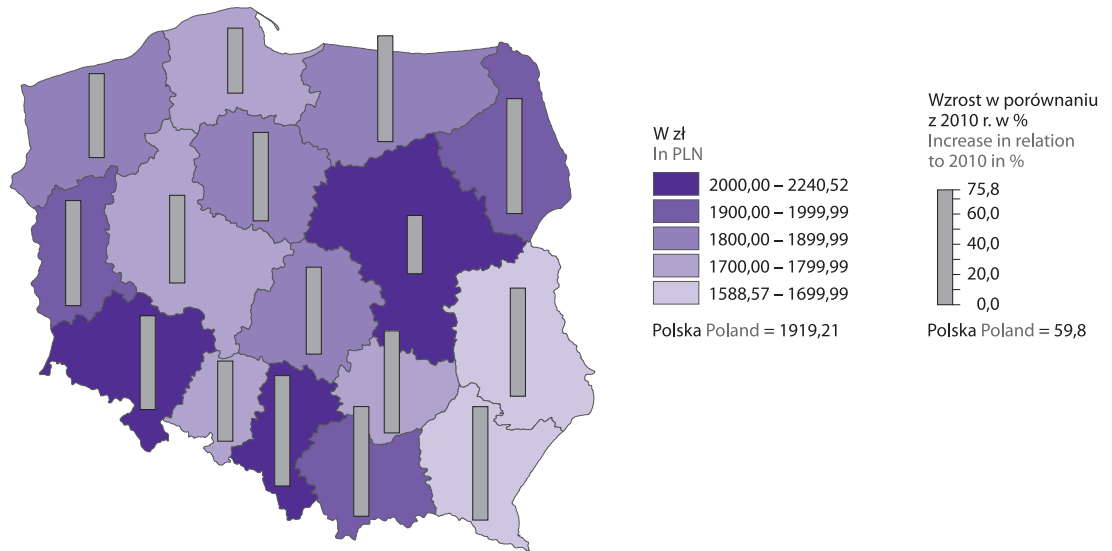 W zł
In PLN
2000,00 – 2240,52
1900,00 – 1999,99
1800,00 – 1899,99
1700,00 – 1799,99
1588,57 – 1699,99
Polska Poland = 1919,21
Wzrost w porównaniu
z 2010 r. w %
Increase in relation
to 2010 in %
75,8
60,0
40,0
20,0
0,0
Polska Poland = 59,8